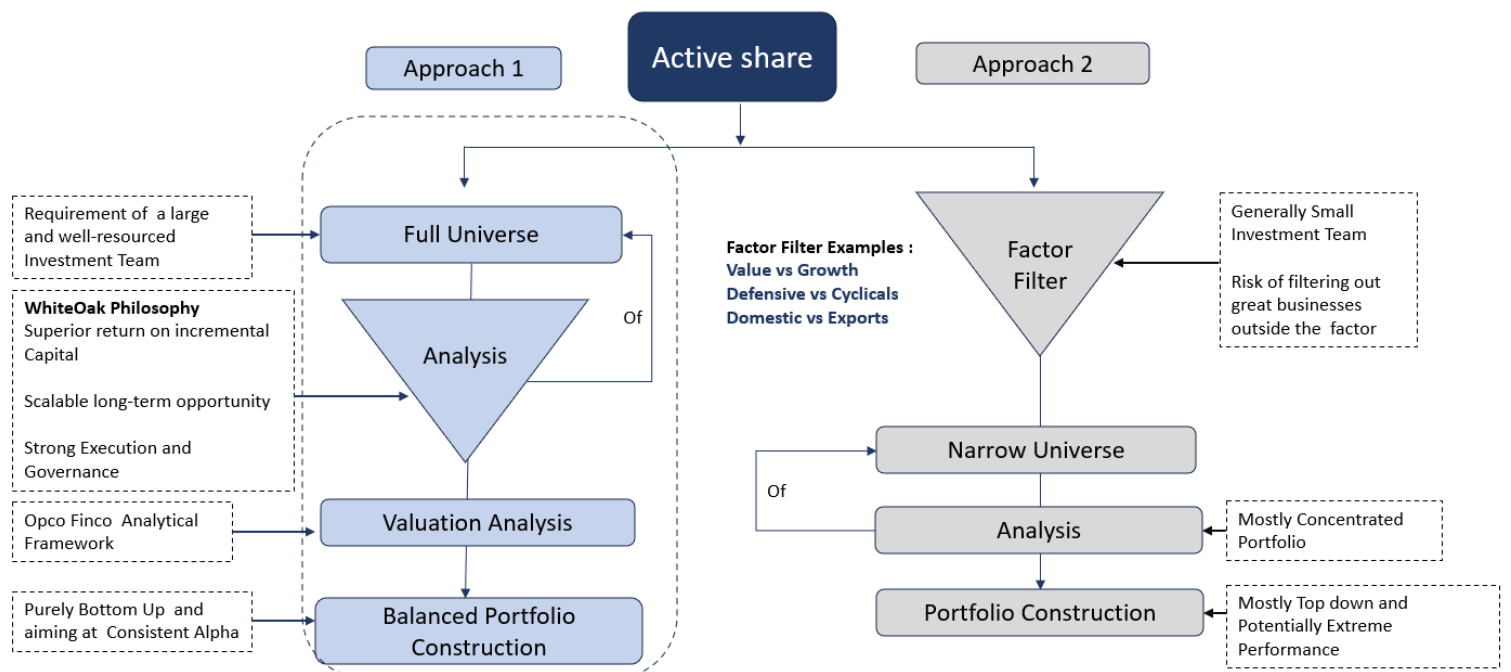 Active share
Approach 1
Approach 2
Requirement of a large
and well-resourced
Investment Team
Full Universe
WhiteOak Philosophy
Superior return on incremental
Capital
Scalable long-term opportunity
Strong Execution and
Governance
Analysis
Of
Opco Finco Analytical
Framework
Valuation Analysis
Purely Bottom Up and
aiming at Consistent Alpha
Balanced Portfolio
Construction
Factor Filter Examples :
Value vs Growth
Defensive vs Cyclicals
Domestic vs Exports
Factor
Filter
Generally Small
Investment Team
Risk of filtering out
great businesses
outside the factor
Narrow Universe
Of
Analysis
Mostly Concentrated
Portfolio
Portfolio Construction
Mostly Top down and
Potentially Extreme
Performance